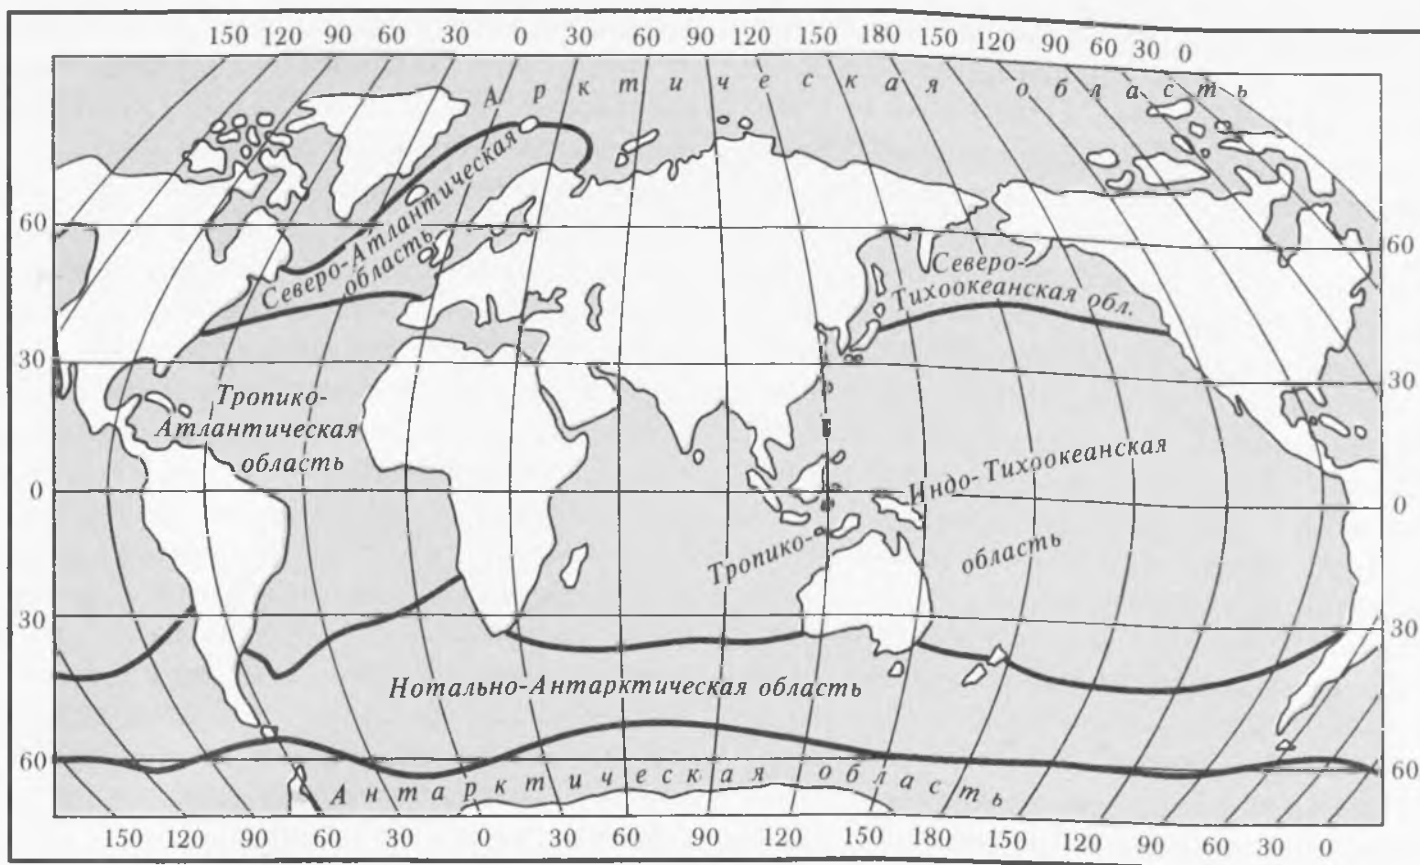 150 120 90 60 30 0 30 60 90 120 150 180 150 120 90 60 30 0
Арктическая область
Северо-Атлантическая
область
60
60
Северо-
Тихоокеанская обл.
30
30
Тропико-
Атлантическая
область
Индо-Тихоокеанская
0
0
Тропико-
область
30
30
Нотально-Антарктическая область
60
60
Антарктическая область
150 120 90 60 30 0 60 90 120 150 180 150 120 90 60 30 0